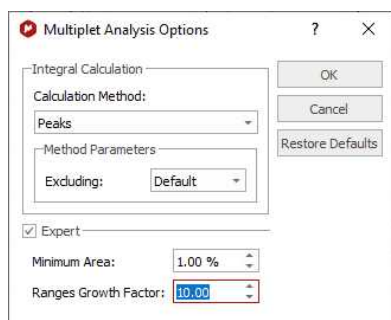 Multiplet Analysis Options ? X
Integral Calculation
OK
Calculation Method:
Peaks
Cancel
Method Parameters
Restore Defaults
Excluding: Default
Expert
Minimum Area: 1.00 %
Ranges Growth Factor: 10.00